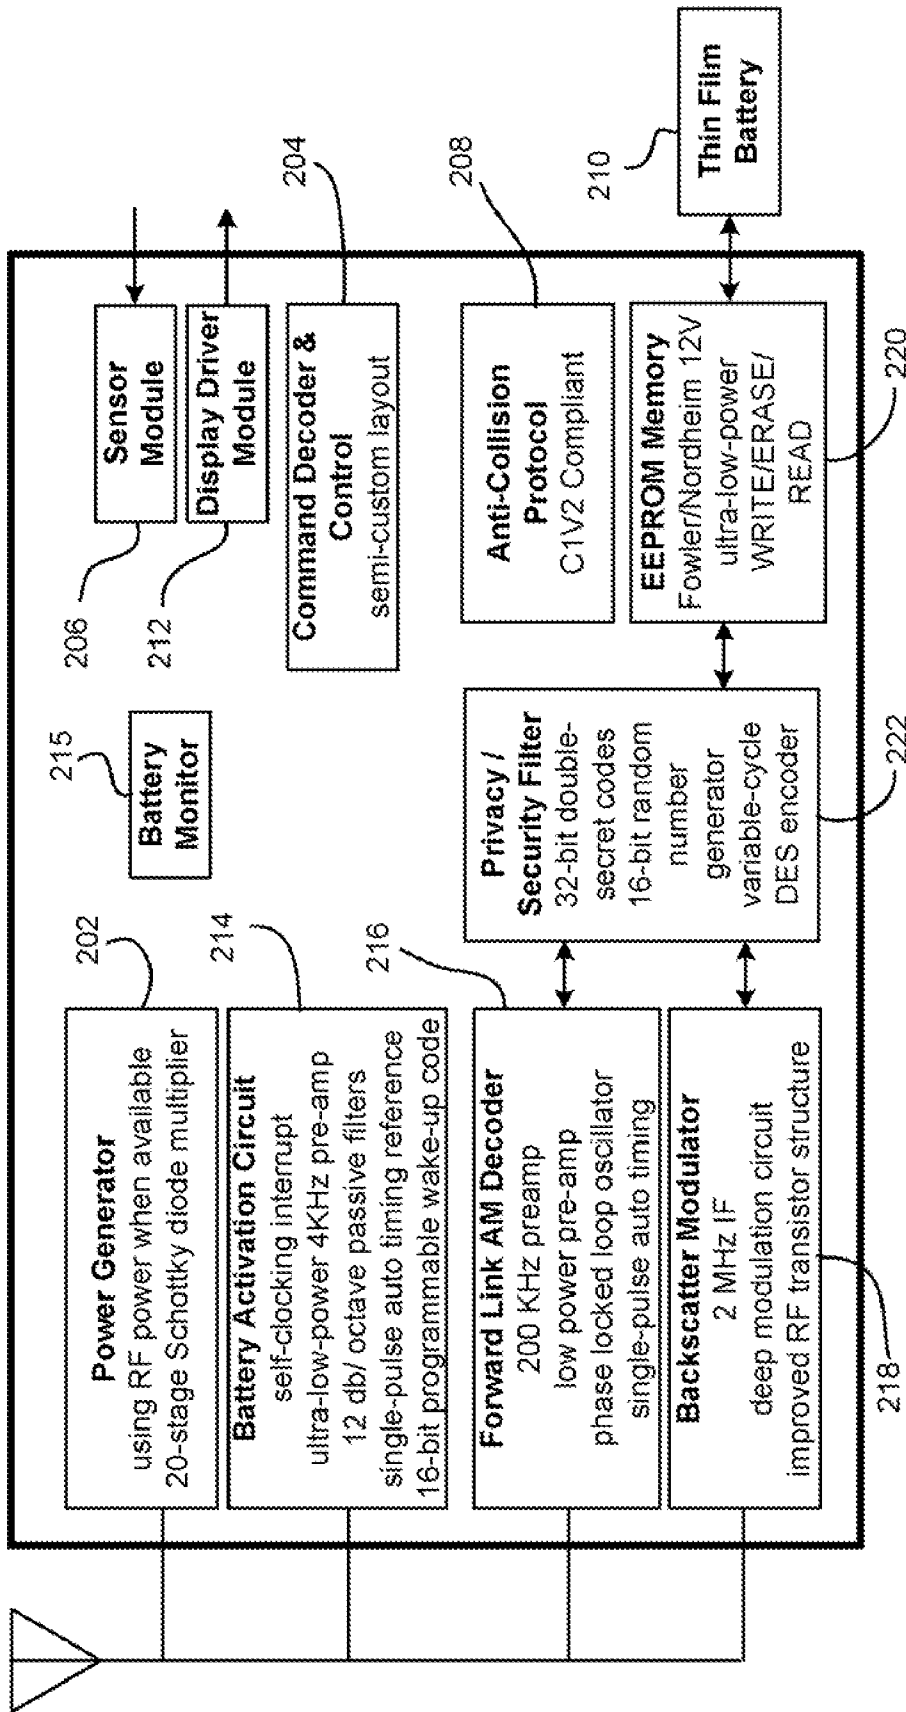 Power Generator
using RF power when available
20-stage Schottky diode multiplier
202
Battery Activation Circuit
self-clocking interrupt
ultra-low-power 4KHz pre-amp
12 db/ octave passive filters
single-pulse auto timing reference
16-bit programmable wake-up code
214
Forward Link AM Decoder
200 KHz preamp
low power pre-amp
phase locked loop oscillator
single-pulse auto timing
216
Backscatter Modulator
2 MHz IF
deep modulation circuit
improved RF transistor structure
218
215
Battery
Monitor
Privacy /
Security Filter
32-bit double-
secret codes
16-bit random
number
generator
variable-cycle
DES encoder
222
206
Sensor
Module
212
Display Driver
Module
Command Decoder &
Control
semi-custom layout
204
Anti-Collision
Protocol
C1V2 Compliant
208
EEPROM Memory
Fowler/Nordheim 12V
ultra-low-power
WRITE/ERASE/
READ
220
210
Thin Film
Battery